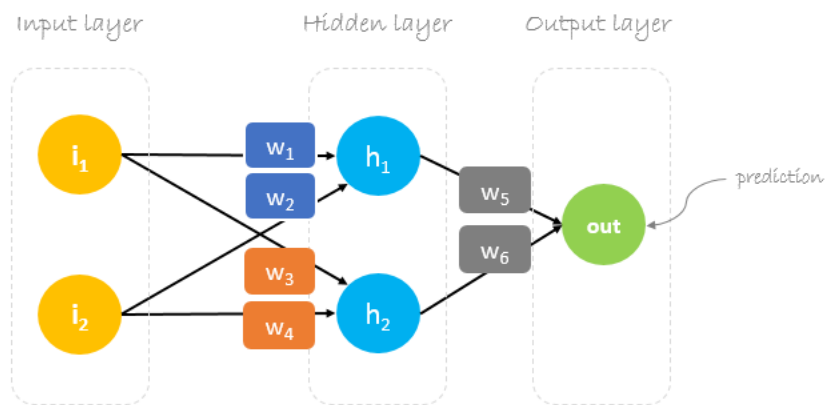 Input layer
Hidden layer
Output layer
i₁
w₁
h₁
w₂
w₅
prediction
out
w₆
w₃
i₂
w₄
h₂